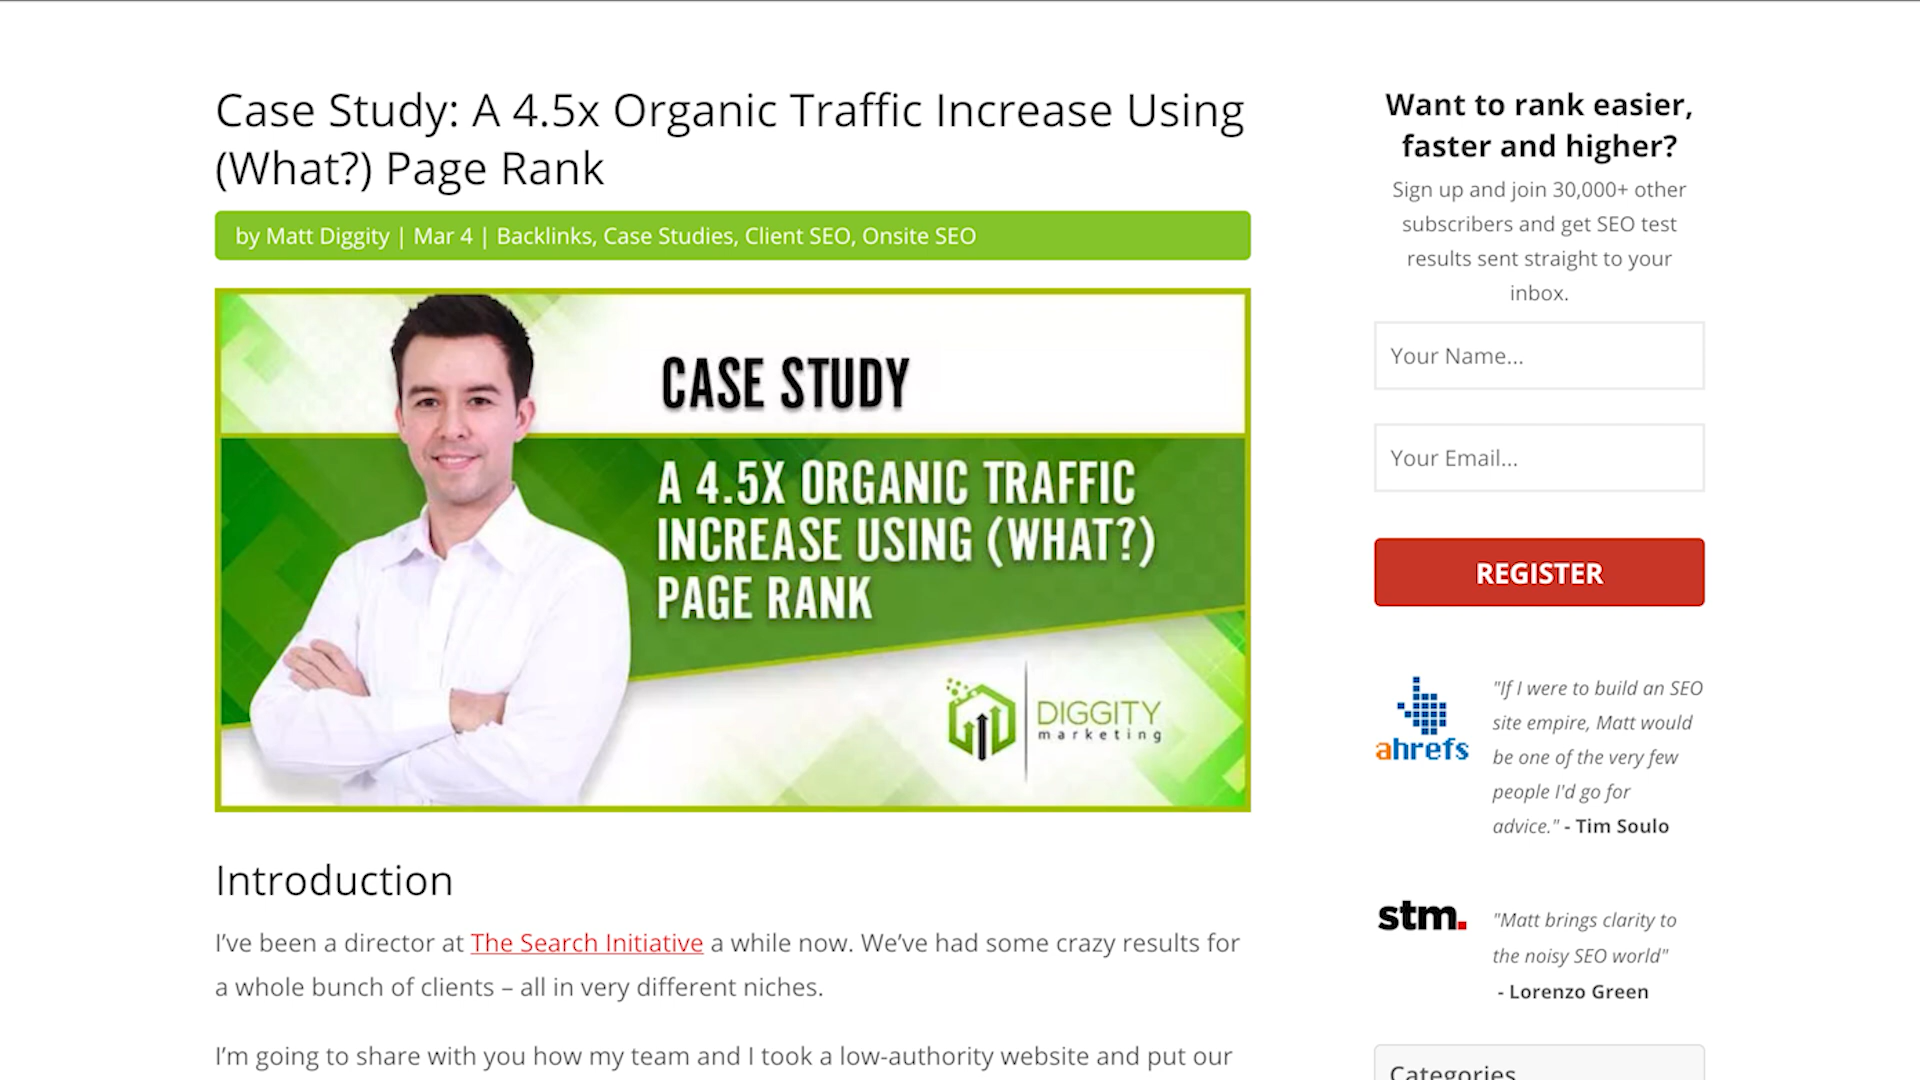 Case Study: A 4.5x Organic Traffic Increase Using
(What?) Page Rank
by Matt Diggity | Mar 4 | Backlinks, Case Studies, Client SEO, Onsite SEO
CASE STUDY
A 4.5X ORGANIC TRAFFIC
INCREASE USING (WHAT?)
PAGE RANK
DIGGITY
marketing
Introduction
I’ve been a director at The Search Initiative a while now. We’ve had some crazy results for
a whole bunch of clients – all in very different niches.
I’m going to share with you how my team and I took a low-authority website and put our
Want to rank easier,
faster and higher?
Sign up and join 30,000+ other
subscribers and get SEO test
results sent straight to your
inbox.
Your Name...
Your Email...
REGISTER
ahrefs
"If I were to build an SEO
site empire, Matt would
be one of the very few
people I'd go for
advice." - Tim Soulo
stm.
"Matt brings clarity to
the noisy SEO world"
- Lorenzo Green
Categories